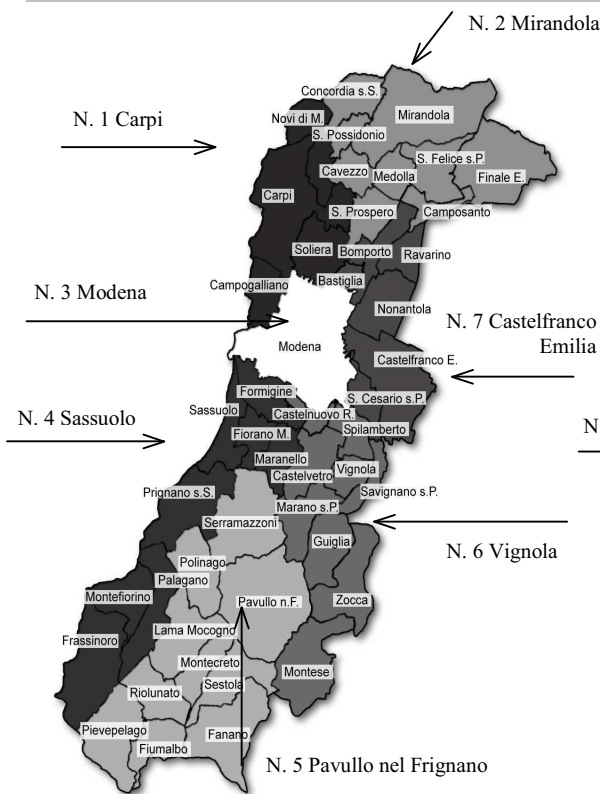 N. 2 Mirandola
Concordia s.S.
Mirandola
Novi di M.
N. 1 Carpi
S. Possidonio
S. Felice s.P.
Cavezzo
Medolla
Finale E.
Carpi
S. Prospero
Camposanto
Soliera
Bomporto
Ravarino
Campogalliano
Bastiglia
N. 3 Modena
Nonantola
N. 7 Castelfranco
Emilia
Modena
Castelfranco E.
Formigine
S. Cesario s.P.
Sassuolo
Castelnuovo R.
N. 4 Sassuolo
Spilamberto
N
Fiorano M.
Maranello
Vignola
Castelvetro
Prignano s.S.
Savignano s.P.
Marano s.P.
Serramazzoni
Guiglia
N. 6 Vignola
Polinago
Palagano
Montefiorino
Pavullo n.F.
Zocca
Lama Mocogno
Frassinoro
Montecreto
Montese
Sestola
Riolunato
Pievepelago
Fanano
Fiumalbo
N. 5 Pavullo nel Frignano